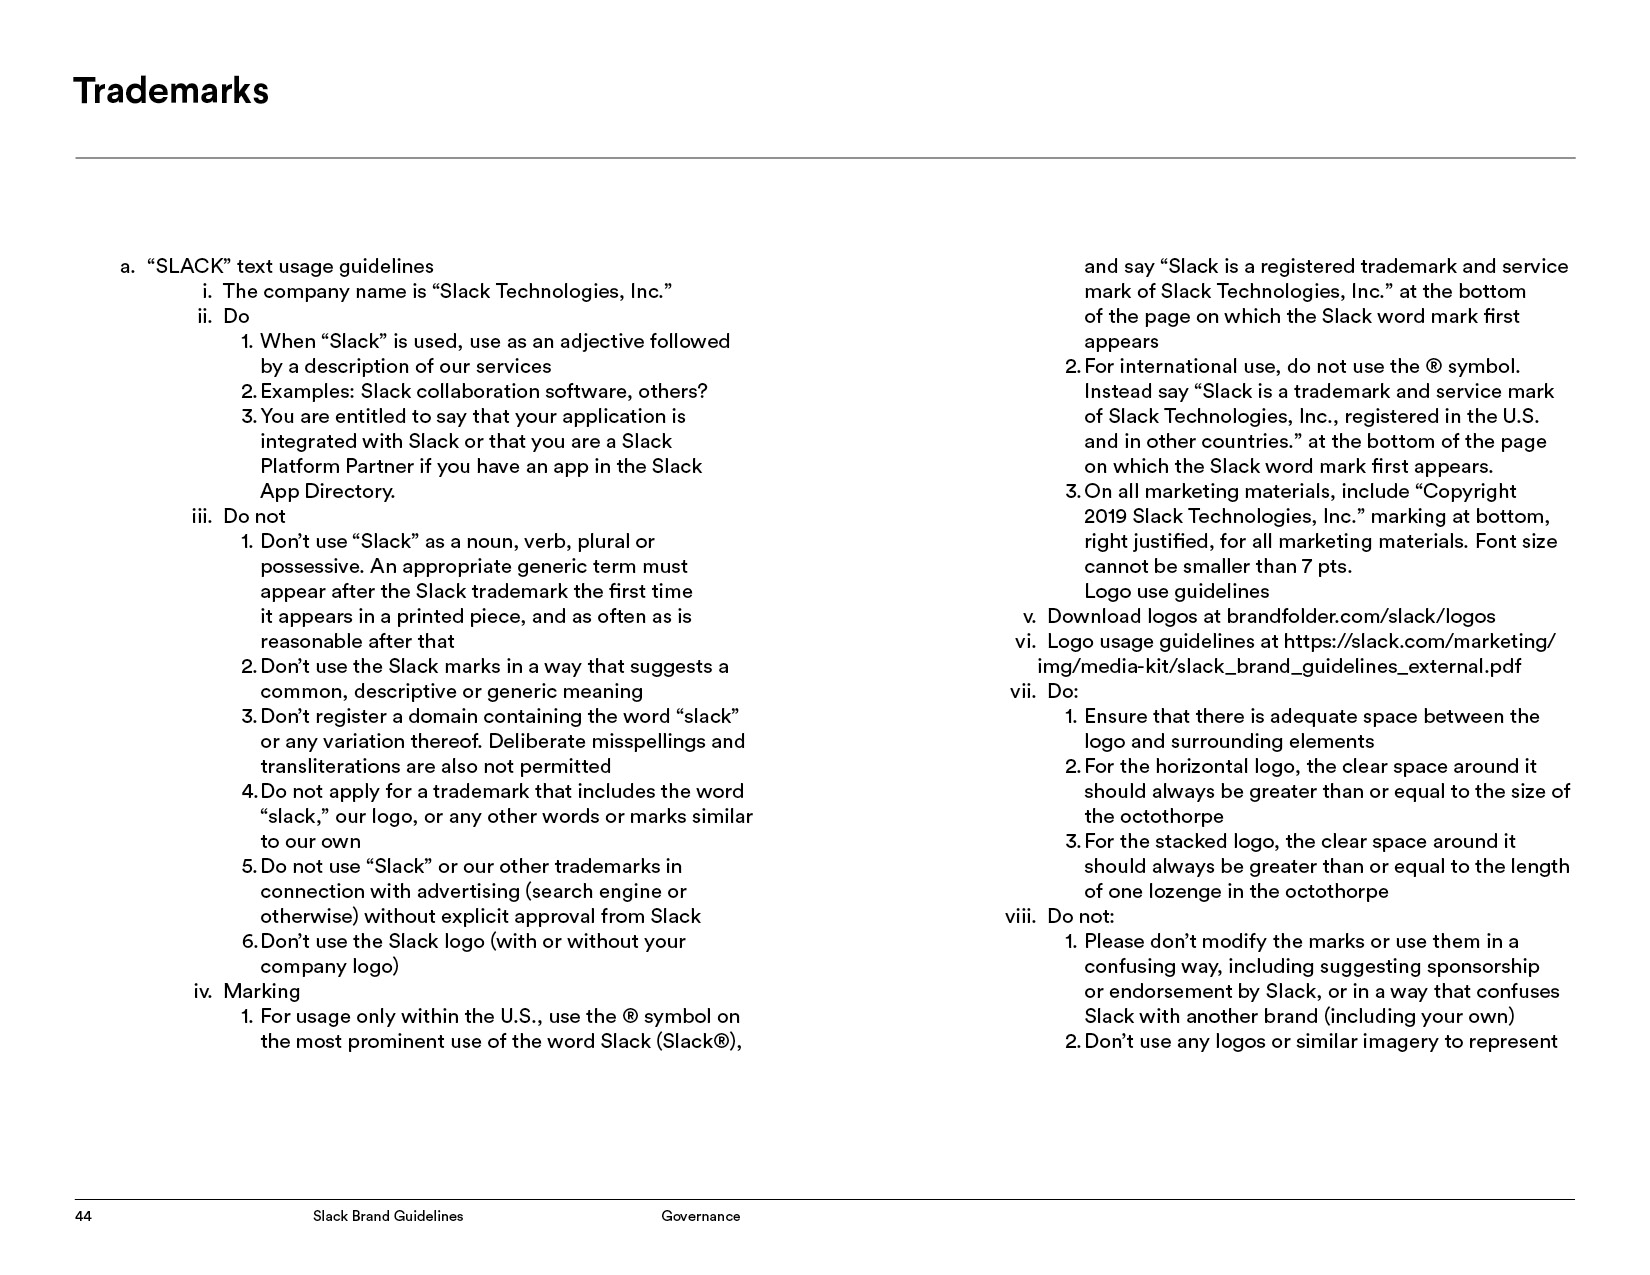 Trademarks
a. “SLACK” text usage guidelines
i. The company name is “Slack Technologies, Inc.”
ii. Do
1. When “Slack” is used, use as an adjective followed
by a description of our services
2. Examples: Slack collaboration software, others?
3. You are entitled to say that your application is
integrated with Slack or that you are a Slack
Platform Partner if you have an app in the Slack
App Directory.
iii. Do not
1. Don’t use “Slack” as a noun, verb, plural or
possessive. An appropriate generic term must
appear after the Slack trademark the first time
it appears in a printed piece, and as often as is
reasonable after that
2. Don’t use the Slack marks in a way that suggests a
common, descriptive or generic meaning
3. Don’t register a domain containing the word “slack”
or any variation thereof. Deliberate misspellings and
transliterations are also not permitted
4. Do not apply for a trademark that includes the word
“slack,” our logo, or any other words or marks similar
to our own
5. Do not use “Slack” or our other trademarks in
connection with advertising (search engine or
otherwise) without explicit approval from Slack
6. Don’t use the Slack logo (with or without your
company logo)
iv. Marking
1. For usage only within the U.S., use the ® symbol on
the most prominent use of the word Slack (Slack®),
and say “Slack is a registered trademark and service
mark of Slack Technologies, Inc.” at the bottom
of the page on which the Slack word mark first
appears
2. For international use, do not use the ® symbol.
Instead say “Slack is a trademark and service mark
of Slack Technologies, Inc., registered in the U.S.
and in other countries.” at the bottom of the page
on which the Slack word mark first appears.
3. On all marketing materials, include “Copyright
2019 Slack Technologies, Inc.” marking at bottom,
right justified, for all marketing materials. Font size
cannot be smaller than 7 pts.
Logo use guidelines
v. Download logos at brandfolder.com/slack/logos
vi. Logo usage guidelines at https://slack.com/marketing/
img/media-kit/slack_brand_guidelines_external.pdf
vii. Do:
1. Ensure that there is adequate space between the
logo and surrounding elements
2. For the horizontal logo, the clear space around it
should always be greater than or equal to the size of
the octothorpe
3. For the stacked logo, the clear space around it
should always be greater than or equal to the length
of one lozenge in the octothorpe
viii. Do not:
1. Please don’t modify the marks or use them in a
confusing way, including suggesting sponsorship
or endorsement by Slack, or in a way that confuses
Slack with another brand (including your own)
2. Don’t use any logos or similar imagery to represent
44 Slack Brand Guidelines Governance